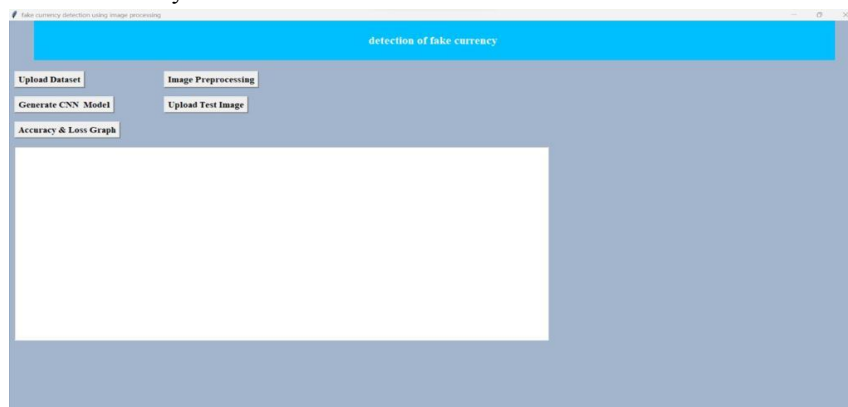 fake currency detection using image processing
detection of fake currency
Upload Dataset
Image Preprocessing
Generate CNN Model
Upload Test Image
Accuracy & Loss Graph